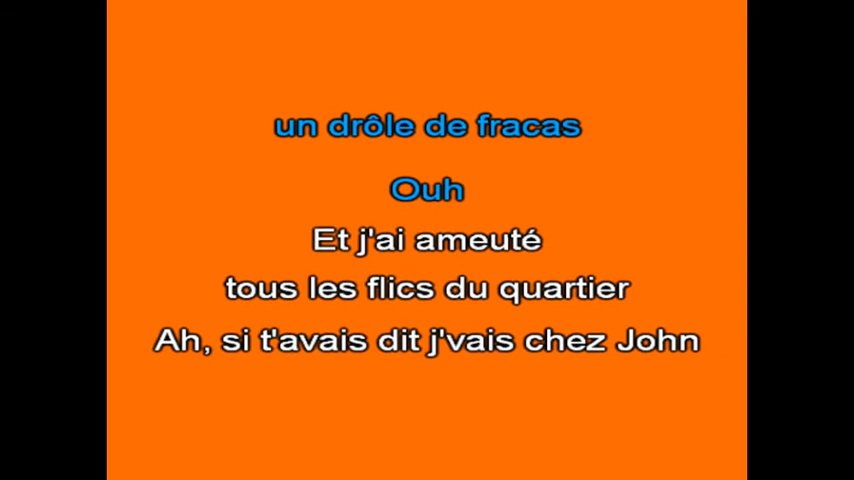 un drôle de fracas
Ouh
Et j'ai ameuté
tous les flics du quartier
Ah, si t'avais dit j'vais chez John